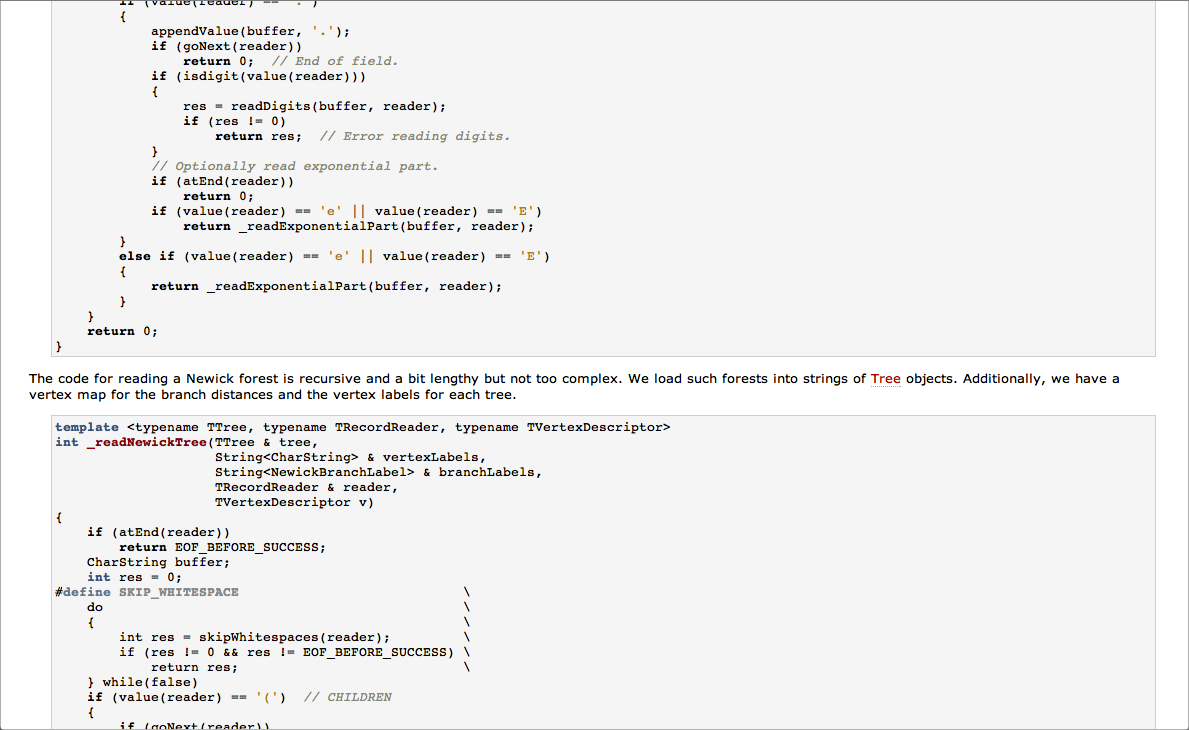 if (value(reader) == '.')
{
appendValue(buffer, '.');
if (goNext(reader))
return 0;  // End of field.
if (isdigit(value(reader)))
{
res = readDigits(buffer, reader);
if (res != 0)
return res;  // Error reading digits.
}
// Optionally read exponential part.
if (atEnd(reader))
return 0;
if (value(reader) == 'e' || value(reader) == 'E')
return _readExponentialPart(buffer, reader);
}
else if (value(reader) == 'e' || value(reader) == 'E')
{
return _readExponentialPart(buffer, reader);
}
}
return 0;
}
The code for reading a Newick forest is recursive and a bit lengthy but not too complex. We load such forests into strings of Tree objects. Additionally, we have a
vertex map for the branch distances and the vertex labels for each tree.
template <typename TTree, typename TRecordReader, typename TVertexDescriptor>
int _readNewickTree(TTree & tree,
String<CharString> & vertexLabels,
String<NewickBranchLabel> & branchLabels,
TRecordReader & reader,
TVertexDescriptor v)
{
if (atEnd(reader))
return EOF_BEFORE_SUCCESS;
CharString buffer;
int res = 0;
#define SKIP_WHITESPACE \
do \
{ \
int res = skipWhitespaces(reader); \
if (res != 0 && res != EOF_BEFORE_SUCCESS) \
return res; \
} while(false)
if (value(reader) == '(')  // CHILDREN
{
if (goNext(reader))